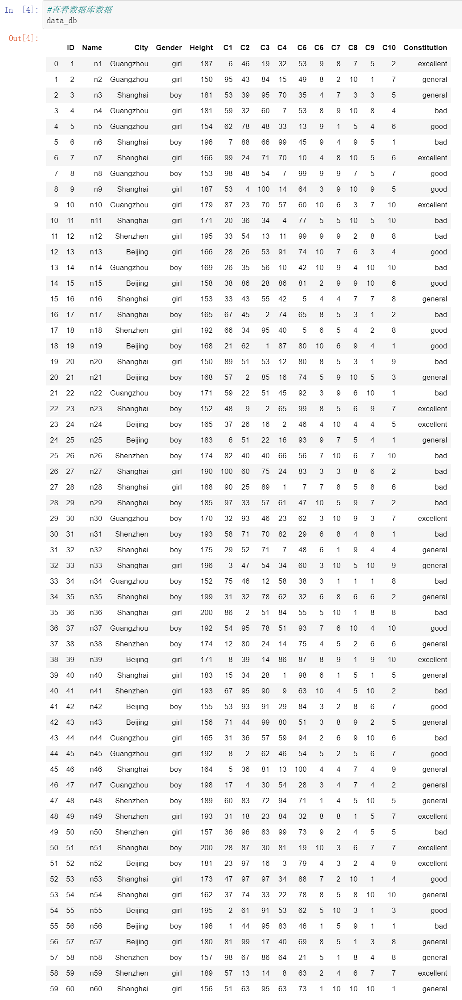 In [4]: #查看数据库数据
data_db
Out[4]:
ID Name City Gender Height C1 C2 C3 C4 C5 C6 C7 C8 C9 C10 Constitution
0 1 n1 Guangzhou girl 187 6 46 19 32 53 9 8 7 5 2 excellent
1 2 n2 Guangzhou girl 150 95 43 84 15 49 8 2 10 1 7 general
2 3 n3 Shanghai boy 181 53 39 95 70 35 4 7 3 3 5 general
3 4 n4 Guangzhou girl 181 59 32 60 7 53 8 9 10 8 4 bad
4 5 n5 Guangzhou girl 154 62 78 48 33 13 9 1 5 4 6 good
5 6 n6 Shanghai boy 196 7 88 66 99 45 9 4 9 5 1 bad
6 7 n7 Shanghai girl 166 99 24 71 70 10 4 8 10 5 6 excellent
7 8 n8 Guangzhou boy 153 98 48 54 7 99 9 9 7 5 7 good
8 9 n9 Shanghai girl 187 53 4 100 14 64 3 9 10 9 5 good
9 10 n10 Guangzhou girl 179 87 23 70 57 60 10 6 3 7 10 excellent
10 11 n11 Shanghai girl 171 20 36 34 4 77 5 5 10 5 10 bad
11 12 n12 Shenzhen girl 195 33 54 13 11 99 9 9 2 8 8 bad
12 13 n13 Beijing girl 166 28 26 53 91 74 10 7 6 3 4 good
13 14 n14 Guangzhou boy 169 26 35 56 10 42 10 9 4 10 10 bad
14 15 n15 Beijing girl 158 38 86 28 86 81 2 9 9 10 6 good
15 16 n16 Shanghai girl 153 33 43 55 42 5 4 4 7 7 8 general
16 17 n17 Shanghai boy 165 67 45 2 74 65 8 5 3 1 2 bad
17 18 n18 Shenzhen girl 192 66 34 95 40 5 6 5 4 2 8 good
18 19 n19 Beijing boy 168 21 62 1 87 80 10 6 9 4 1 good
19 20 n20 Shanghai girl 150 89 51 53 12 80 8 5 3 1 9 bad
20 21 n21 Beijing boy 168 57 2 85 16 74 5 9 10 5 3 general
21 22 n22 Guangzhou boy 171 59 22 51 45 92 3 9 6 10 1 bad
22 23 n23 Shanghai boy 152 48 9 2 65 99 8 5 6 9 7 excellent
23 24 n24 Beijing boy 165 37 26 16 2 46 4 10 4 4 5 excellent
24 25 n25 Beijing boy 183 6 51 22 16 93 9 7 5 4 1 general
25 26 n26 Shenzhen boy 174 82 40 40 66 56 7 10 6 7 10 bad
26 27 n27 Shanghai girl 190 100 60 75 24 83 3 3 8 6 2 bad
27 28 n28 Shanghai girl 188 90 25 89 1 7 7 8 5 8 6 bad
28 29 n29 Shanghai boy 185 97 33 57 61 47 10 5 9 7 2 bad
29 30 n30 Guangzhou boy 170 32 93 46 23 62 3 10 9 3 7 excellent
30 31 n31 Shenzhen boy 193 58 71 70 82 29 6 8 4 8 1 bad
31 32 n32 Shanghai boy 175 29 52 71 7 48 6 1 9 4 4 general
32 33 n33 Shanghai girl 196 3 47 54 34 60 3 10 5 10 9 general
33 34 n34 Guangzhou boy 152 75 46 12 58 38 3 1 1 1 8 bad
34 35 n35 Shanghai boy 199 31 32 78 62 32 6 8 6 6 2 general
35 36 n36 Shanghai girl 200 86 2 51 84 55 5 10 1 8 8 bad
36 37 n37 Guangzhou boy 192 54 95 78 51 93 7 6 10 4 10 good
37 38 n38 Shenzhen boy 174 12 80 24 14 75 4 5 2 6 6 general
38 39 n39 Beijing girl 171 8 39 14 86 87 8 9 1 9 10 excellent
39 40 n40 Shanghai girl 183 15 34 28 1 98 6 1 5 1 5 general
40 41 n41 Shenzhen girl 193 67 95 90 9 63 10 4 5 10 2 bad
41 42 n42 Beijing boy 155 53 93 91 29 84 3 2 8 6 7 good
42 43 n43 Beijing girl 156 71 44 99 80 51 3 8 9 2 5 general
43 44 n44 Guangzhou girl 165 31 36 57 59 94 2 6 9 10 6 bad
44 45 n45 Guangzhou girl 192 8 2 62 46 54 5 2 5 6 7 good
45 46 n46 Shanghai boy 164 5 36 81 13 100 4 4 7 4 9 general
46 47 n47 Guangzhou boy 198 17 4 30 54 28 3 4 7 4 2 general
47 48 n48 Shenzhen boy 189 60 83 72 94 71 1 4 5 10 5 general
48 49 n49 Shenzhen girl 193 31 18 23 84 32 8 8 1 5 7 excellent
49 50 n50 Shenzhen girl 157 36 96 83 99 73 9 2 4 5 5 bad
50 51 n51 Shanghai boy 200 28 87 30 81 19 10 3 6 7 7 excellent
51 52 n52 Beijing boy 181 23 97 16 3 79 4 3 2 4 9 excellent
52 53 n53 Shanghai girl 173 47 97 97 34 88 7 2 10 1 4 good
53 54 n54 Shanghai girl 162 37 74 33 22 78 8 5 8 10 10 general
54 55 n55 Beijing girl 195 2 61 91 53 62 5 10 3 1 3 good
55 56 n56 Beijing boy 196 1 44 95 83 46 1 5 9 1 1 bad
56 57 n57 Beijing girl 180 81 99 17 40 69 8 5 1 3 8 general
57 58 n58 Shenzhen boy 157 98 67 86 64 21 5 1 8 4 8 general
58 59 n59 Shenzhen girl 189 57 13 14 8 63 2 4 6 7 7 excellent
59 60 n60 Shanghai girl 156 51 63 95 63 73 1 10 10 10 1 general